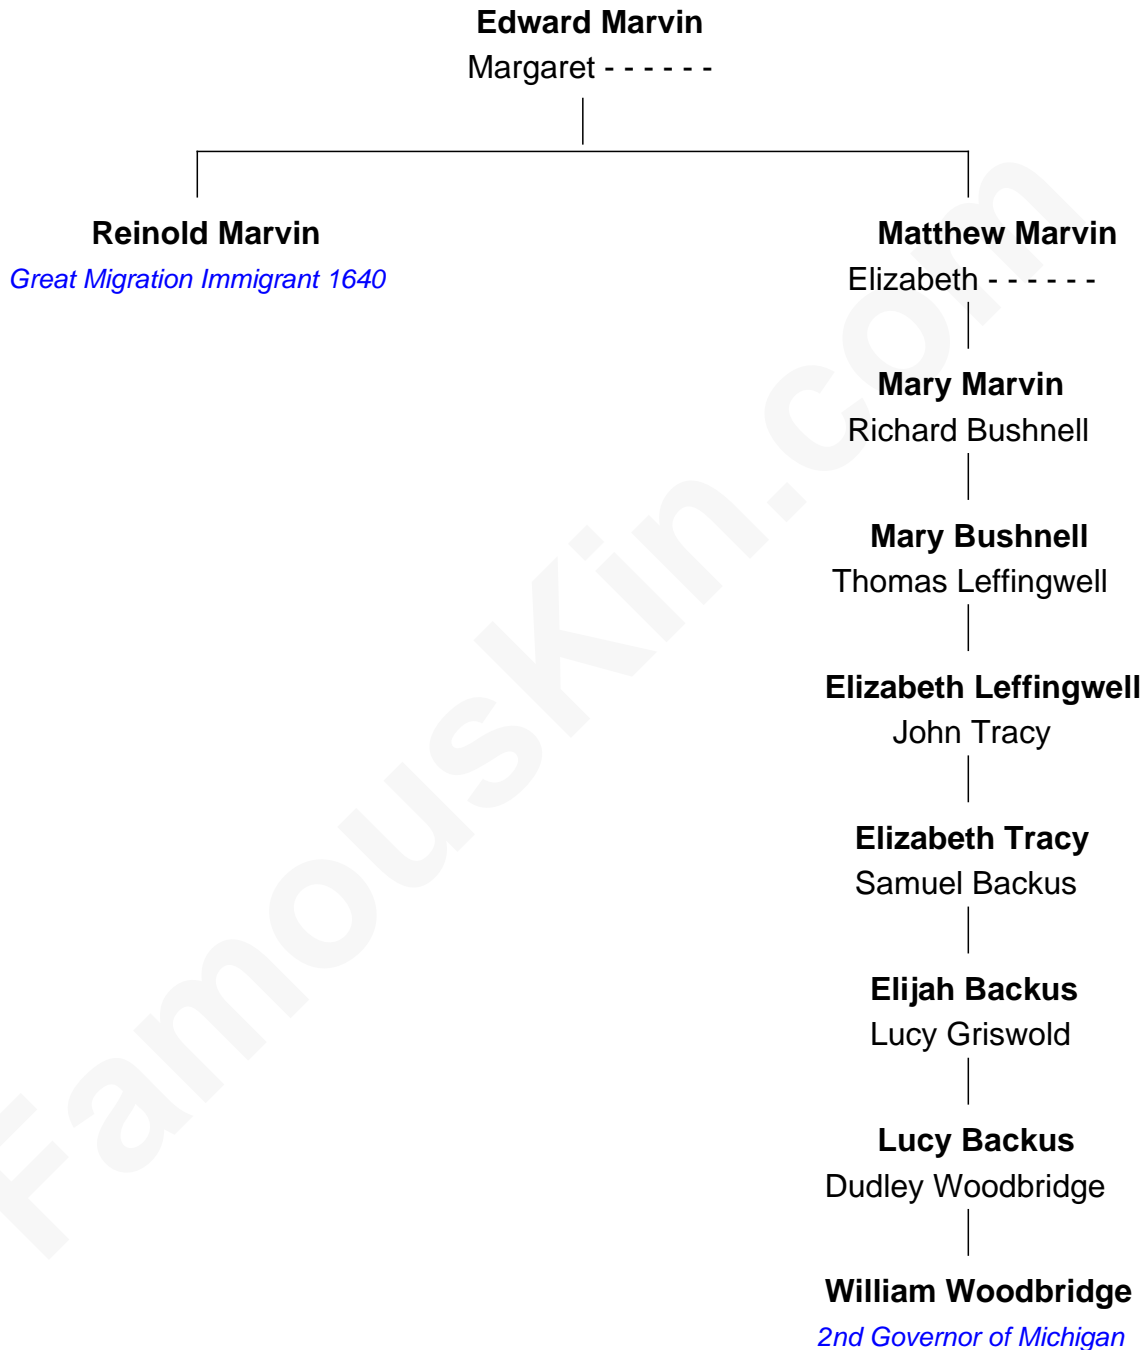 Edward Marvin
Margaret - - - - - -
Reinold Marvin
Great Migration Immigrant 1640
Matthew Marvin
Elizabeth - - - - - -
Mary Marvin
Richard Bushnell
Mary Bushnell
Thomas Leffingwell
Elizabeth Leffingwell
John Tracy
Elizabeth Tracy
Samuel Backus
Elijah Backus
Lucy Griswold
Lucy Backus
Dudley Woodbridge
William Woodbridge
2nd Governor of Michigan
FamousKin.com